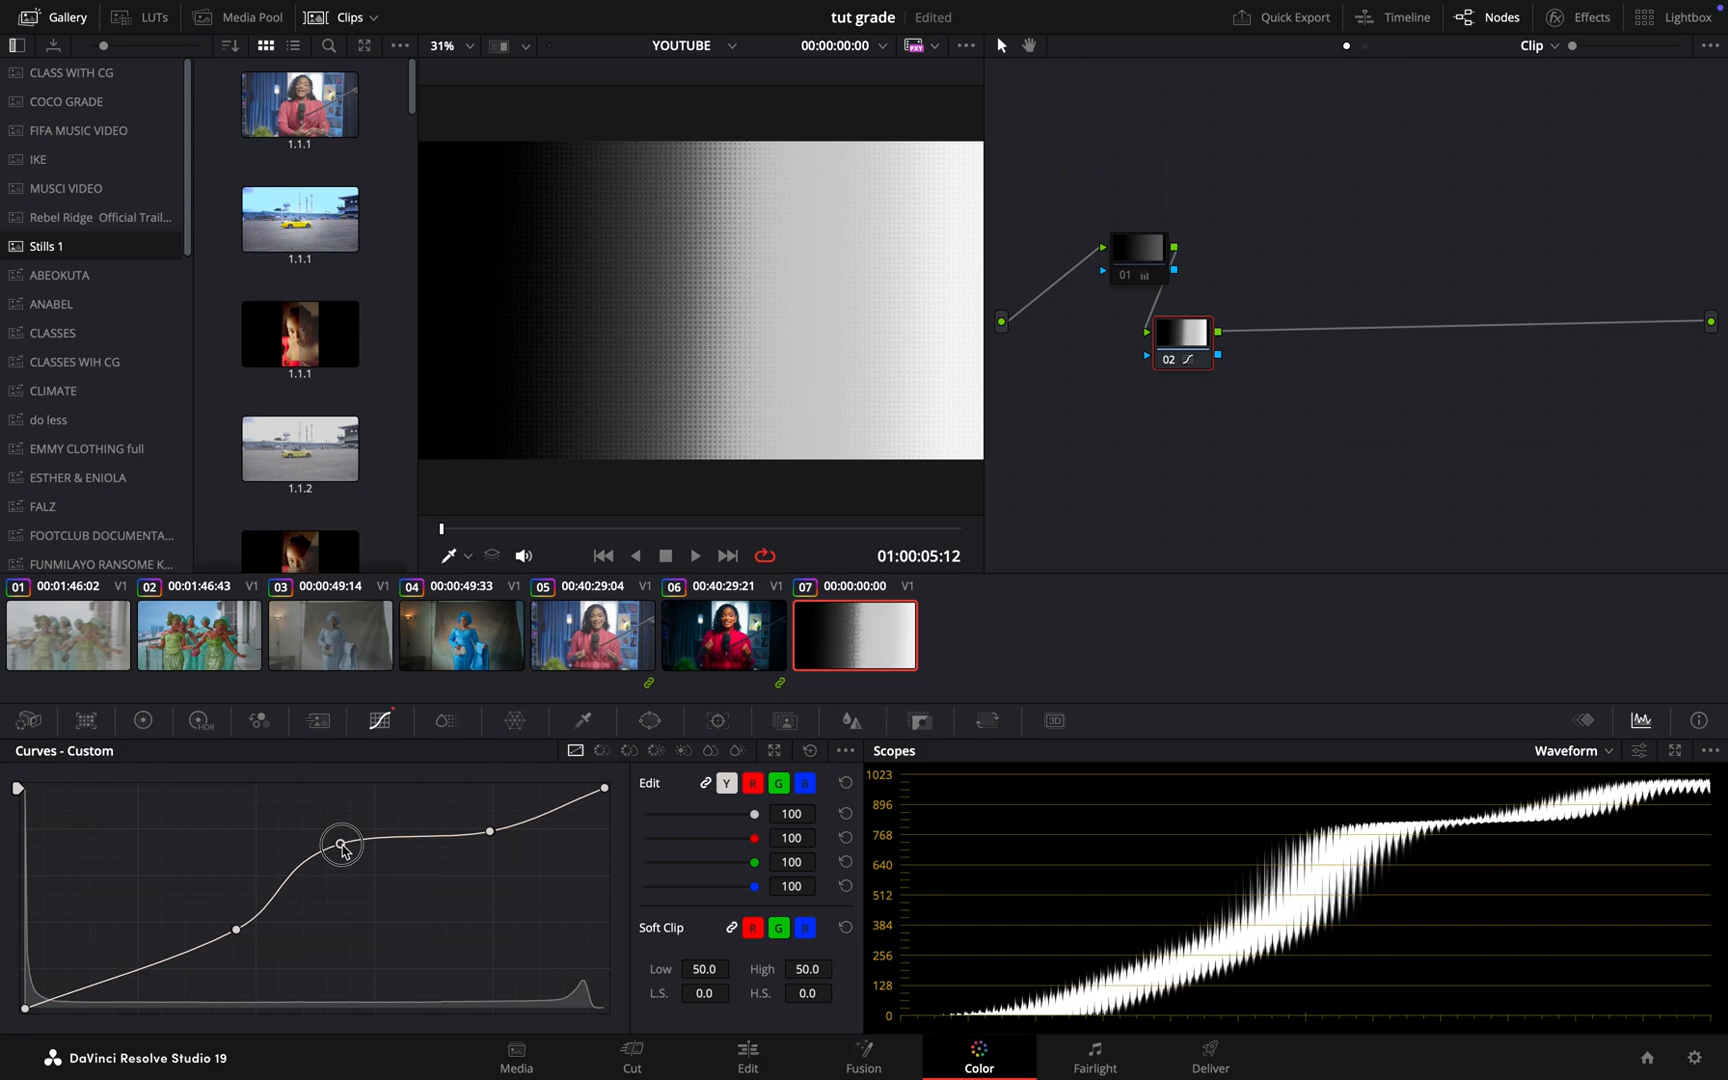 Gallery LUTs Media Pool Clips tut grade Edited Quick Export Timeline Nodes Effects Lightbox
31% YOUTUBE 00:00:00:00 PXY Clip
CLASS WITH CG
COCO GRADE
FIFA MUSIC VIDEO
IKE
MUSCI VIDEO
Rebel Ridge Official Trail...
Stills 1
ABEOKUTA
ANABEL
CLASSES
CLASSES WIH CG
CLIMATE
do less
EMMY CLOTHING full
ESTHER & ENIOLA
FALZ
FOOTCLUB DOCUMENTA...
FUNMILAYO RANSOME K...
1.1.1
1.1.1
1.1.1
1.1.2
01
02
01:00:05:12
01 00:01:46:02 V1 02 00:01:46:43 V1 03 00:00:49:14 V1 04 00:00:49:33 V1 05 00:40:29:04 V1 06 00:40:29:21 V1 07 00:00:00:00 V1
HDR 3D
Curves - Custom
Edit Y R G B
100
100
100
100
Soft Clip R G B
Low 50.0 High 50.0
L.S. 0.0 H.S. 0.0
Scopes Waveform
1023
896
768
640
512
384
256
128
0
DaVinci Resolve Studio 19
Media Cut Edit Fusion Color Fairlight Deliver